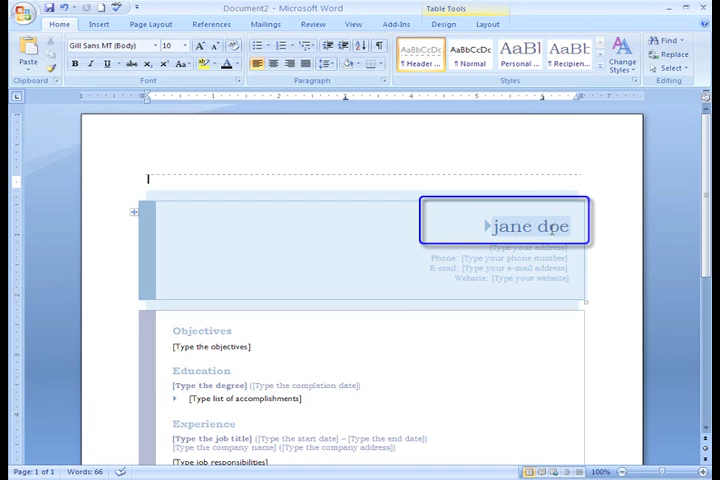 Document2 - Microsoft Word
Table Tools
Home Insert Page Layout References Mailings Review View Add-Ins Design Layout
Gill Sans MT (Body) 10
AaBbCcDc AaBbCcDc AaBbC AaBb
Paste
¶ Header ... ¶ Normal Personal ... Recipien...
Change
Styles
Find
Replace
Select
Clipboard Font Paragraph Styles Editing
jane doe
[Type your address]
Phone: [Type your phone number]
E-mail: [Type your e-mail address]
Website: [Type your website]
Objectives
[Type the objectives]
Education
[Type the degree] ([Type the completion date])
[Type list of accomplishments]
Experience
[Type the job title] ([Type the start date] – [Type the end date])
[Type the company name] ([Type the company address])
[Type job responsibilities]
Page: 1 of 1 Words: 66 100%